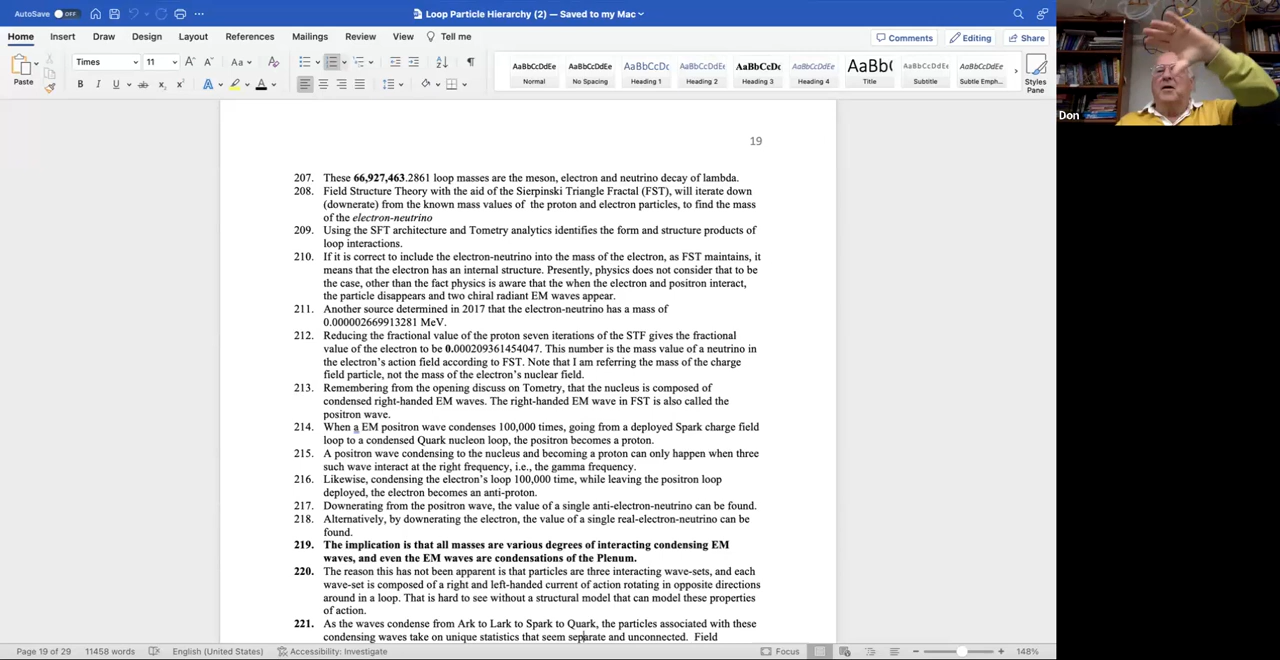 AutoSave OFF
Loop Particle Hierarchy (2) — Saved to my Mac
Home Insert Draw Design Layout References Mailings Review View Tell me
Comments Editing Share
Paste
Times 11
AaBbCcDdEe AaBbCcDdEe AaBbCcDc AaBbCcDdEe AaBbCcDc AaBbCcDdEe AaBb( AaBbCcDdEe AaBbCcDdEe
Normal No Spacing Heading 1 Heading 2 Heading 3 Heading 4 Title Subtitle Subtle Emph...
Styles
Pane
Don
19
207. These 66,927,463.2861 loop masses are the meson, electron and neutrino decay of lambda.
208. Field Structure Theory with the aid of the Sierpinski Triangle Fractal (FST), will iterate down
(downerate) from the known mass values of the proton and electron particles, to find the mass
of the electron-neutrino
209. Using the SFT architecture and Tometry analytics identifies the form and structure products of
loop interactions.
210. If it is correct to include the electron-neutrino into the mass of the electron, as FST maintains, it
means that the electron has an internal structure. Presently, physics does not consider that to be
the case, other than the fact physics is aware that the when the electron and positron interact,
the particle disappears and two chiral radiant EM waves appear.
211. Another source determined in 2017 that the electron-neutrino has a mass of
0.000002669913281 MeV.
212. Reducing the fractional value of the proton seven iterations of the STF gives the fractional
value of the electron to be 0.000209361454047. This number is the mass value of a neutrino in
the electron's action field according to FST. Note that I am referring the mass of the charge
field particle, not the mass of the electron's nuclear field.
213. Remembering from the opening discuss on Tometry, that the nucleus is composed of
condensed right-handed EM waves. The right-handed EM wave in FST is also called the
positron wave.
214. When a EM positron wave condenses 100,000 times, going from a deployed Spark charge field
loop to a condensed Quark nucleon loop, the positron becomes a proton.
215. A positron wave condensing to the nucleus and becoming a proton can only happen when three
such wave interact at the right frequency, i.e., the gamma frequency.
216. Likewise, condensing the electron's loop 100,000 time, while leaving the positron loop
deployed, the electron becomes an anti-proton.
217. Downerating from the positron wave, the value of a single anti-electron-neutrino can be found.
218. Alternatively, by downerating the electron, the value of a single real-electron-neutrino can be
found.
219. The implication is that all masses are various degrees of interacting condensing EM
waves, and even the EM waves are condensations of the Plenum.
220. The reason this has not been apparent is that particles are three interacting wave-sets, and each
wave-set is composed of a right and left-handed current of action rotating in opposite directions
around in a loop. That is hard to see without a structural model that can model these properties
of action.
221. As the waves condense from Ark to Lark to Spark to Quark, the particles associated with these
condensing waves take on unique statistics that seem separate and unconnected. Field
Page 19 of 29 11458 words English (United States) Accessibility: Investigate Focus 148%